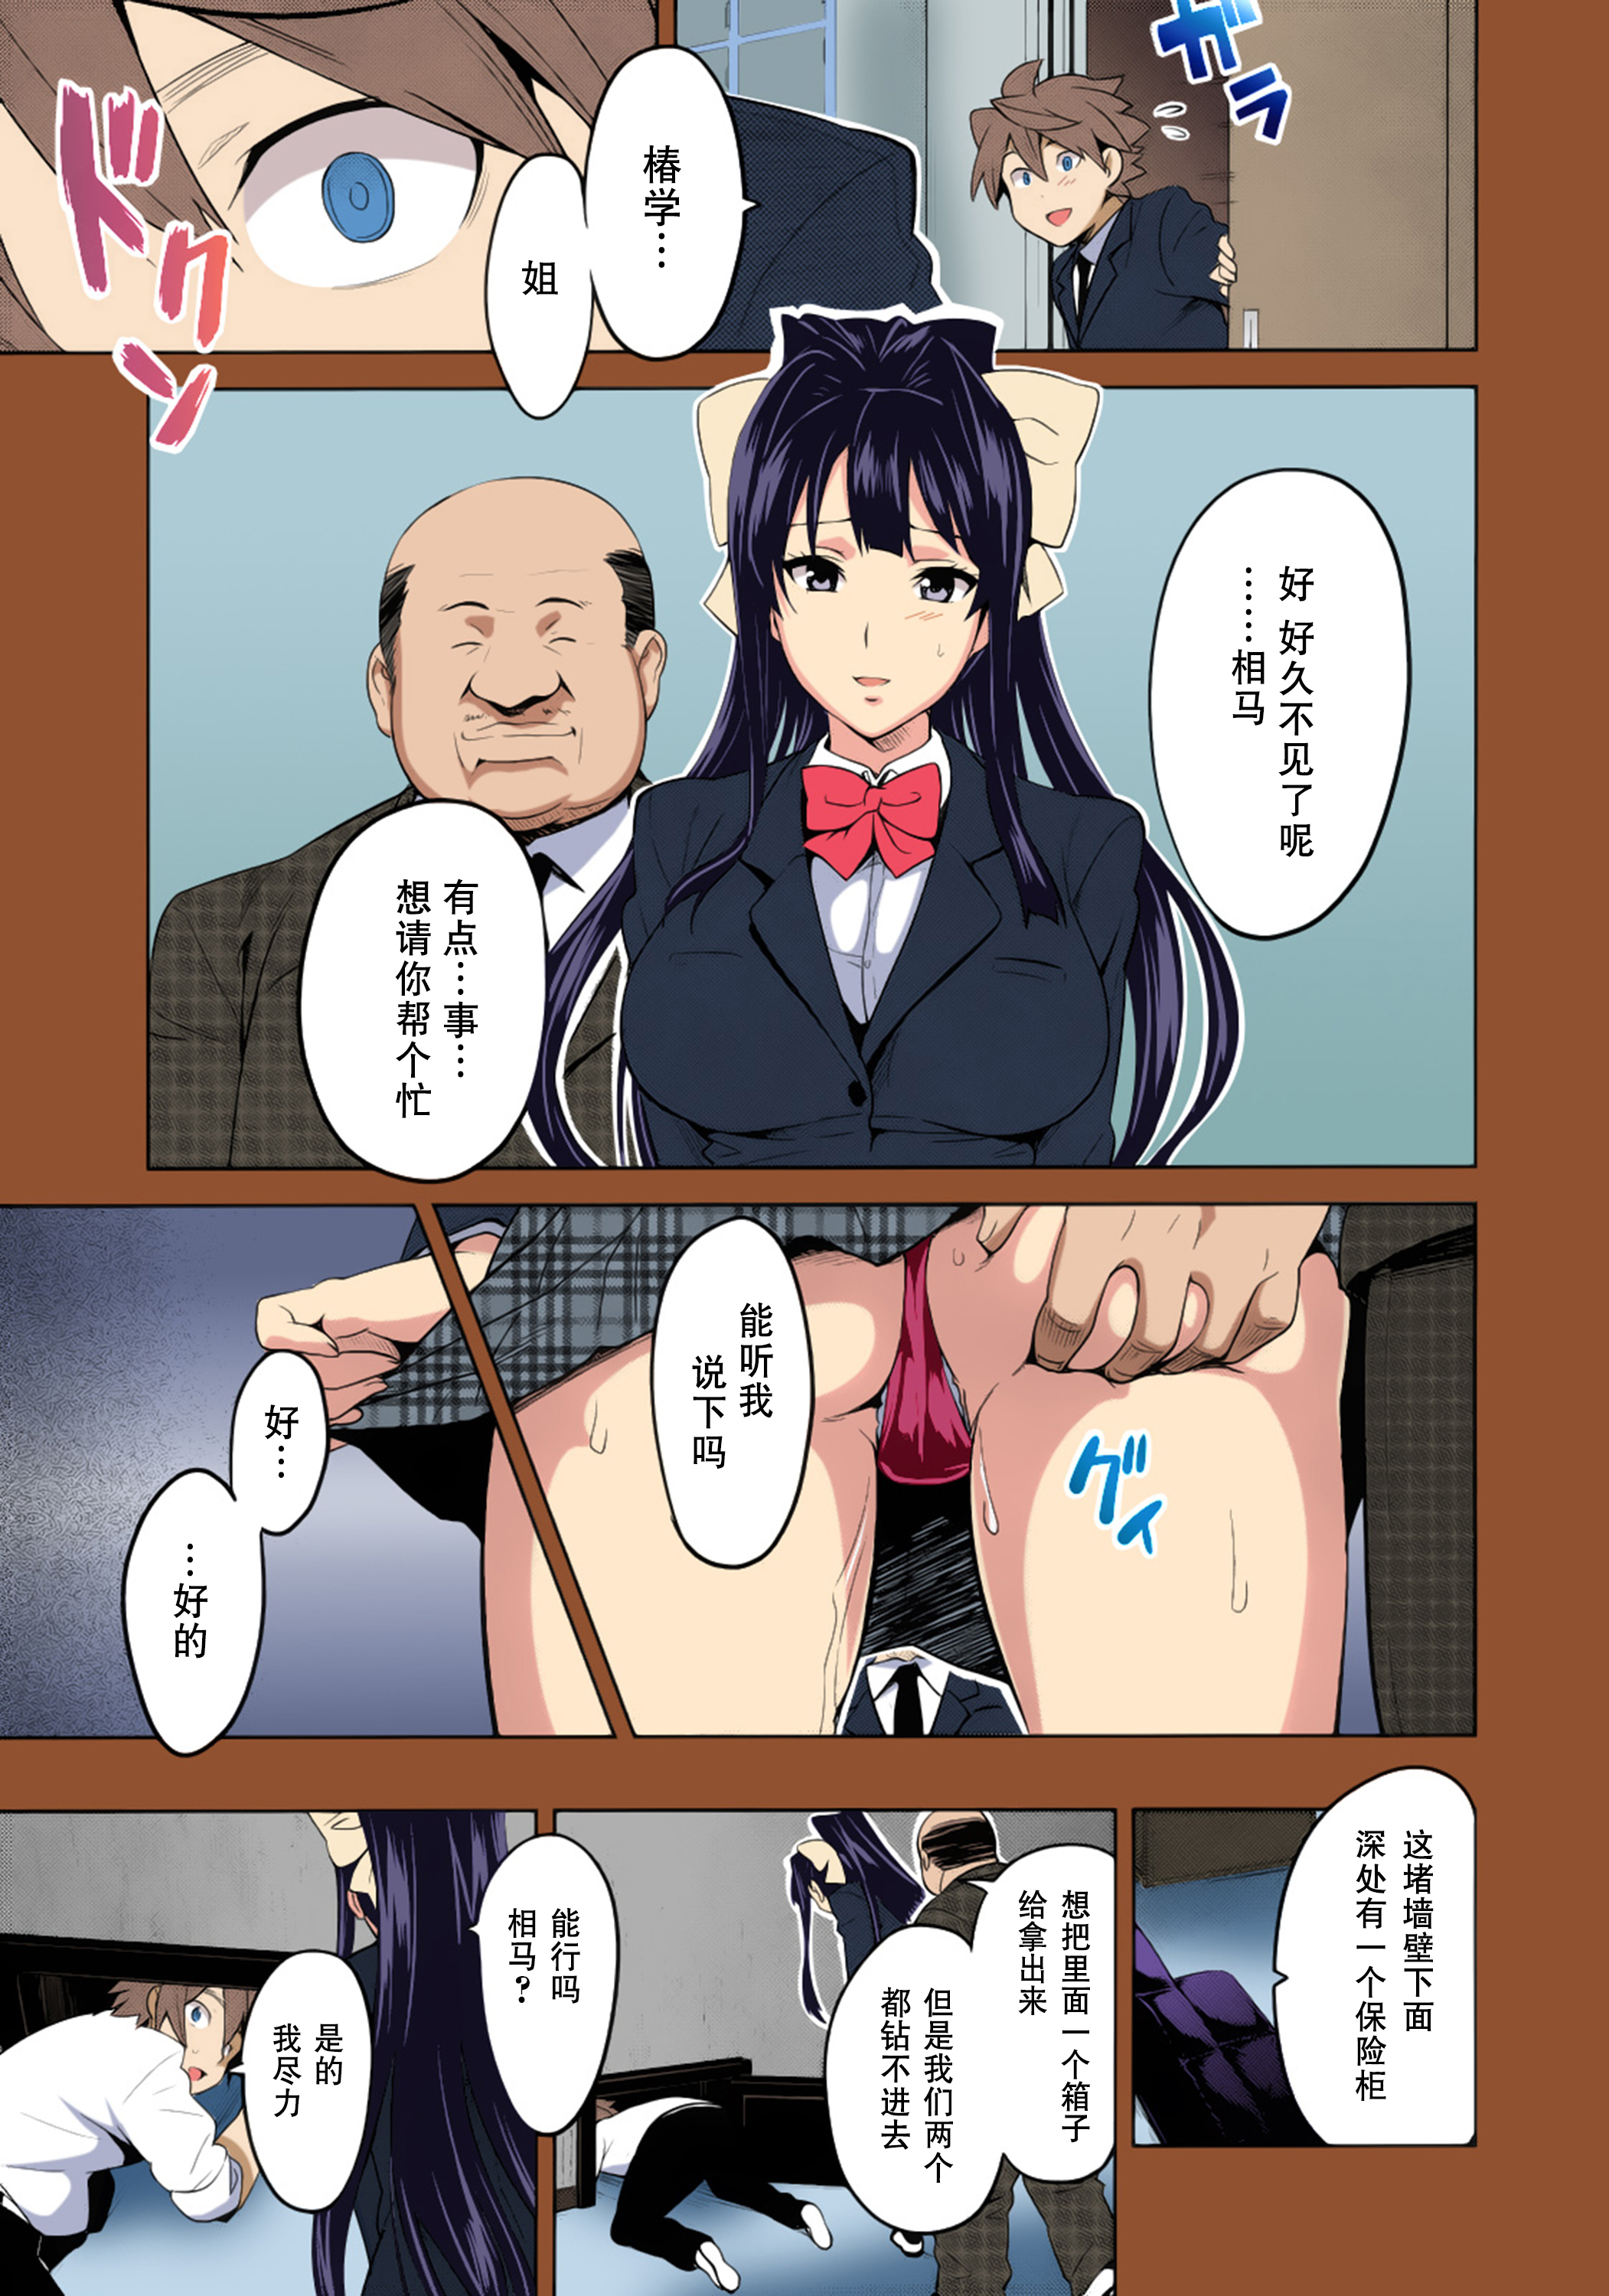 ガラ
椿学…
姐
ドクン
好 好久不见了呢
……相马
有点…事…
想请你帮个忙
能听我
说下吗
グイ
好…
…好的
这堵墙壁下面
深处有一个保险柜
想把里面一个箱子
给拿出来
但是我们两个
都钻不进去
能行吗
相马？
是的
我尽力